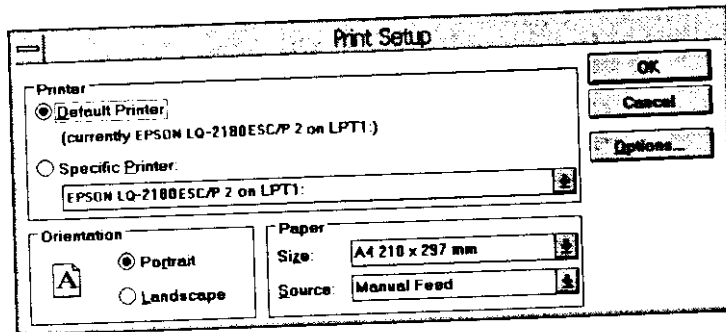 Print Setup
Printer
Default Printer
(currently EPSON LQ-2180ESC/P 2 on LPT1:)
Specific Printer:
EPSON LQ-2180ESC/P 2 on LPT1:
OK
Cancel
Options...
Orientation
A
Portrait
Landscape
Paper
Size: A4 210 x 297 mm
Source: Manual Feed